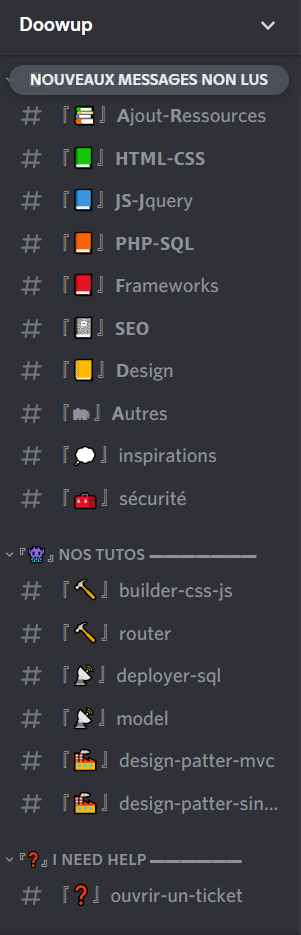 Doowup
NOUVEAUX MESSAGES NON LUS
# 『📚』 Ajout-Ressources
# 『📗』 HTML-CSS
# 『📘』 JS-Jquery
# 『📙』 PHP-SQL
# 『📕』 Frameworks
# 『📓』 SEO
# 『📒』 Design
# 『🗃』 Autres
# 『💭』 inspirations
# 『🧰』 sécurité
『👾』 NOS TUTOS ▬▬▬▬▬▬▬
# 『🔨』 builder-css-js
# 『🔨』 router
# 『📡』 deployer-sql
# 『📡』 model
# 『🏭』 design-patter-mvc
# 『🏭』 design-patter-sin...
『❓』 I NEED HELP ▬▬▬▬▬▬
# 『❓』 ouvrir-un-ticket